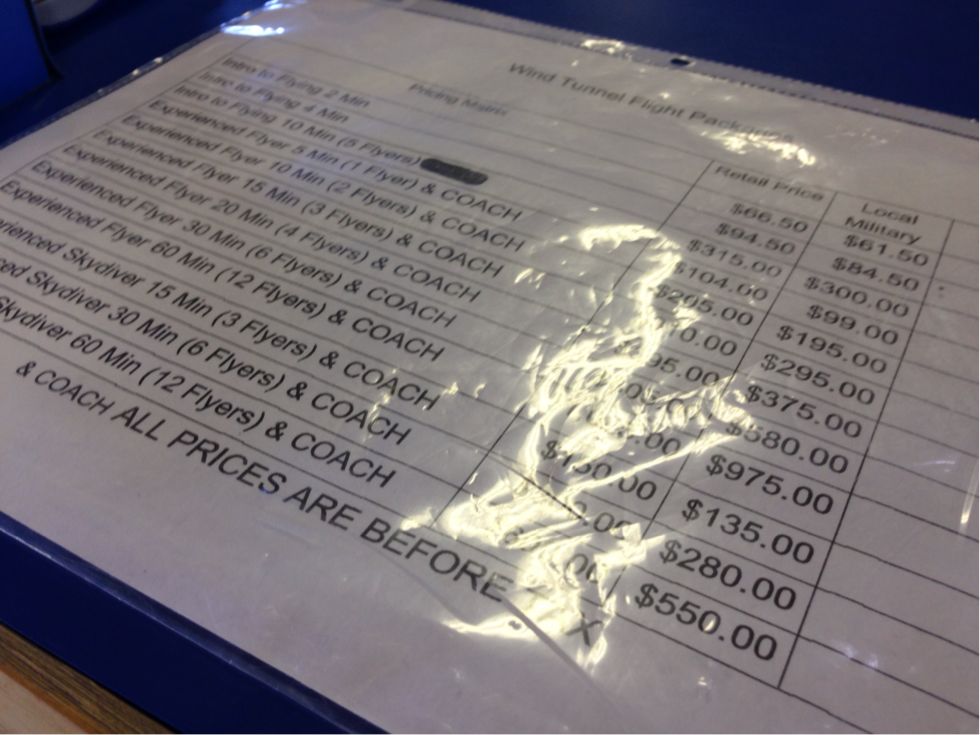 Wind Tunnel Flight Packages
Pricing Matrix
Retail Price Local Military
Intro to Flying 2 Min $66.50 $61.50
Intro to Flying 4 Min $94.50 $84.50
Intro to Flying 10 Min (5 Flyers) $315.00 $300.00
Experienced Flyer 5 Min (1 Flyer) & COACH $104.00 $99.00
Experienced Flyer 10 Min (2 Flyers) & COACH $205.00 $195.00
Experienced Flyer 15 Min (3 Flyers) & COACH $295.00
Experienced Flyer 20 Min (4 Flyers) & COACH $375.00
Experienced Flyer 30 Min (6 Flyers) & COACH $580.00
Experienced Flyer 60 Min (12 Flyers) & COACH $975.00
Skydiver 15 Min (3 Flyers) & COACH $150.00 $135.00
Skydiver 30 Min (6 Flyers) & COACH $280.00
Skydiver 60 Min (12 Flyers) & COACH $550.00
& COACH ALL PRICES ARE BEFORE